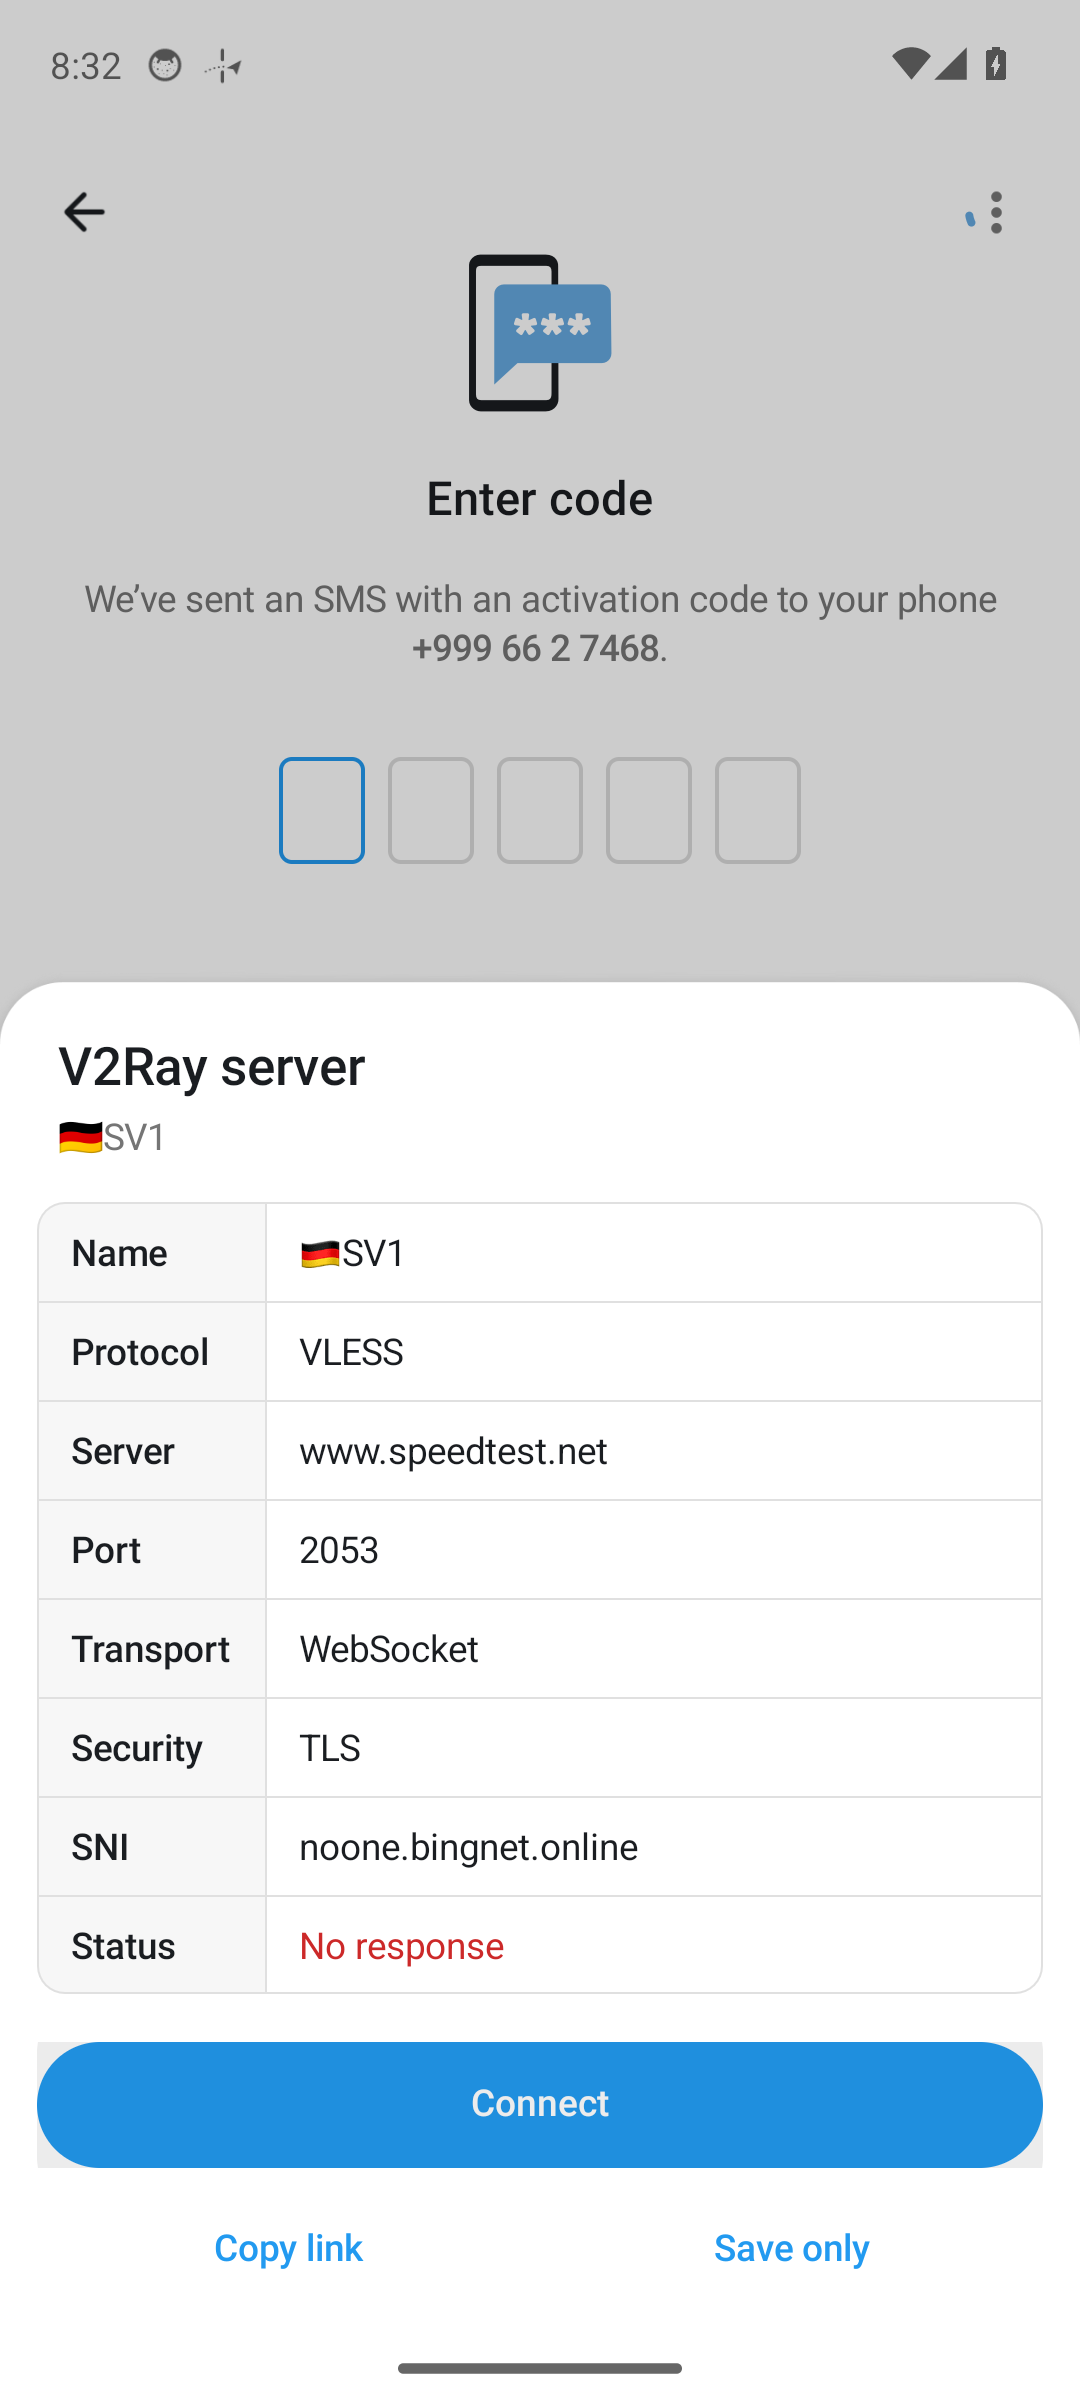 8:32
***
Enter code
We’ve sent an SMS with an activation code to your phone
+999 66 2 7468.
V2Ray server
🇩🇪SV1
Name 🇩🇪SV1
Protocol VLESS
Server www.speedtest.net
Port 2053
Transport WebSocket
Security TLS
SNI noone.bingnet.online
Status No response
Connect
Copy link Save only